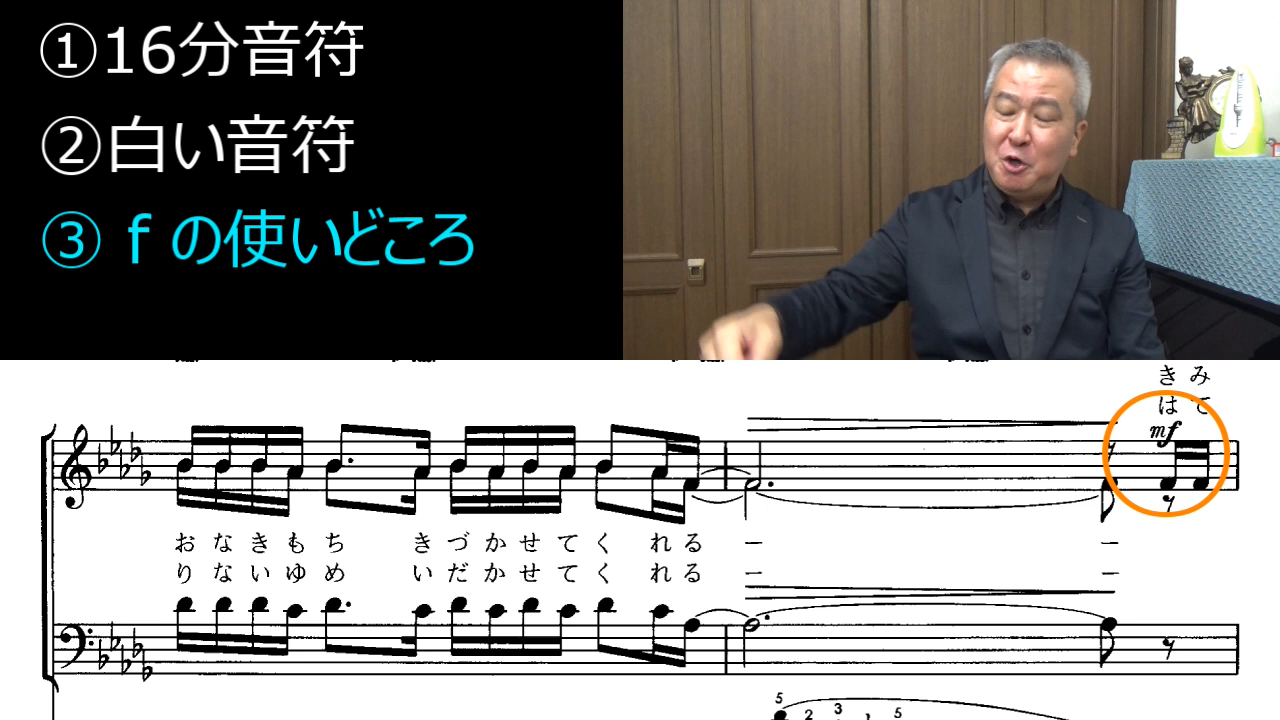 ①16分音符
②白い音符
③ f の使いどころ
き み
は て
mf
お な き も ち き づ か せ て く れ る ー ー
り な い ゆ め い だ か せ て く れ る ー ー
5 2 3 5